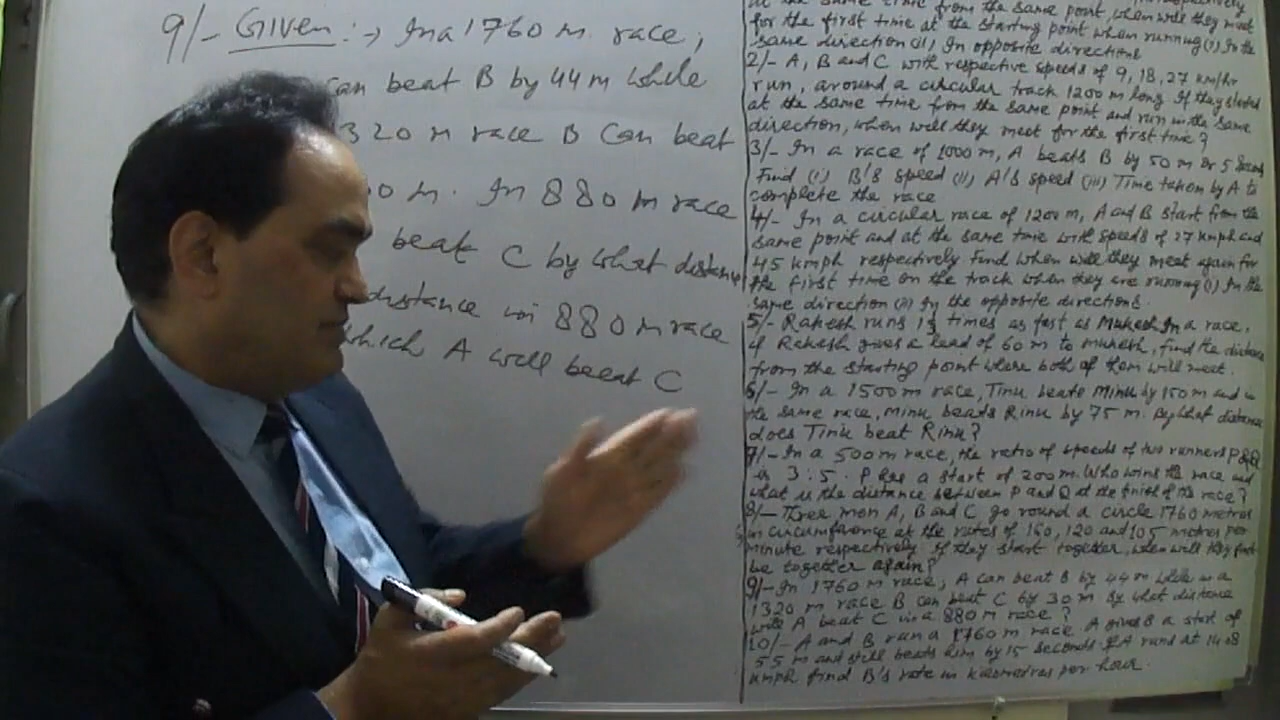 9/- Given :→ In a 1760 m. race,
can beat B by 44 m while
1320 m race B can beat
0 m. In 880 m race
beat C by what distance
distance in 880 m race
which A will beat C
at the same time from the same point, when will they meet
for the first time at the starting point when running (i) In the
same direction (ii) In opposite directions
2/- A, B and C with respective speeds of 9, 18, 27 km/hr
run, around a circular track 1200 m long If they started
at the same time from the same point and run in the same
direction, when will they meet for the first time?
3/- In a race of 1000 m, A beats B by 50 m or 5 seconds
Find (i) B's speed (ii) A's speed (iii) Time taken by A to
complete the race
4/- In a circular race of 1200 m, A and B start from the
same point and at the same time with speeds of 27 kmph and
45 kmph respectively Find when will they meet again for
the first time on the track when they are running (i) In the
same direction (ii) In the opposite directions.
5/- Rakesh runs times as fast as Mukesh In a race,
if Rakesh gives a lead of 60 m to mukesh, find the distance
from the starting point where both of them will meet.
6/- In a 1500 m race, Tinu beats Minu by 150 m and in
the same race, Minu beats Rinu by 75 m. By what distance
does Tinu beat Rinu?
7/- In a 500 m race, the ratio of speeds of two runners P & Q
is 3 : 5. P has a start of 200 m. Who wins the race and
what is the distance between P and Q at the finish of the race?
8/- Three men A, B and C go round a circle 1760 metres
in circumference at the rates of 160, 120 and 105 metres per
minute respectively If they start together, when will they first
be together again?
9/- In 1760 m race, A can beat B by 44 m while in a
1320 m race B can beat C by 30 m By what distance
will A beat C in a 880 m race?
10/- A and B run a 1760 m race A gives B a start of
55 m and still beats him by 15 seconds. If A runs at 14.08
kmph find B's rate in kilometres per hour.